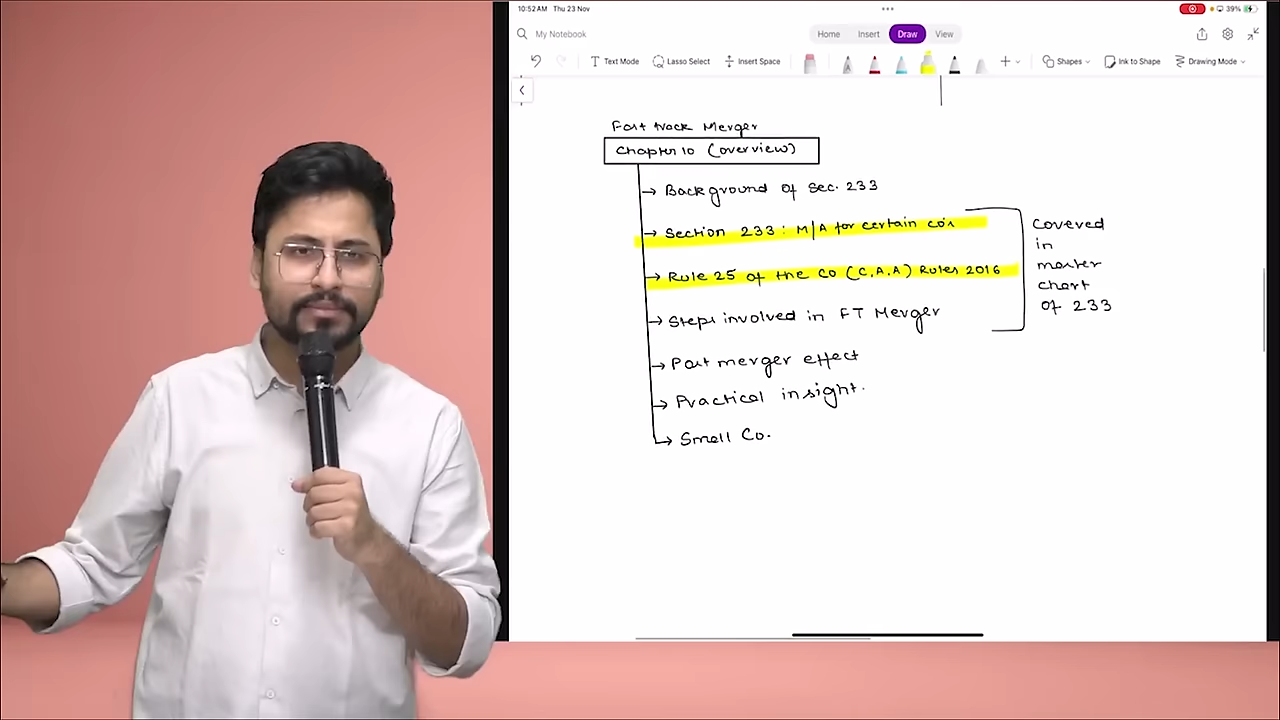 10:52 AM Thu 23 Nov
39%
My Notebook
Home Insert Draw View
Text Mode Lasso Select Insert Space Shapes Ink to Shape Drawing Mode
Fast track Merger
Chapter 10 (overview)
Background of Sec. 233
Section 233: M/A for certain co's
Rule 25 of the Co (C.A.A) Rules 2016
Steps involved in FT Merger
Post merger effect
Practical insight.
Small Co.
Covered
in
master
chart
of 233